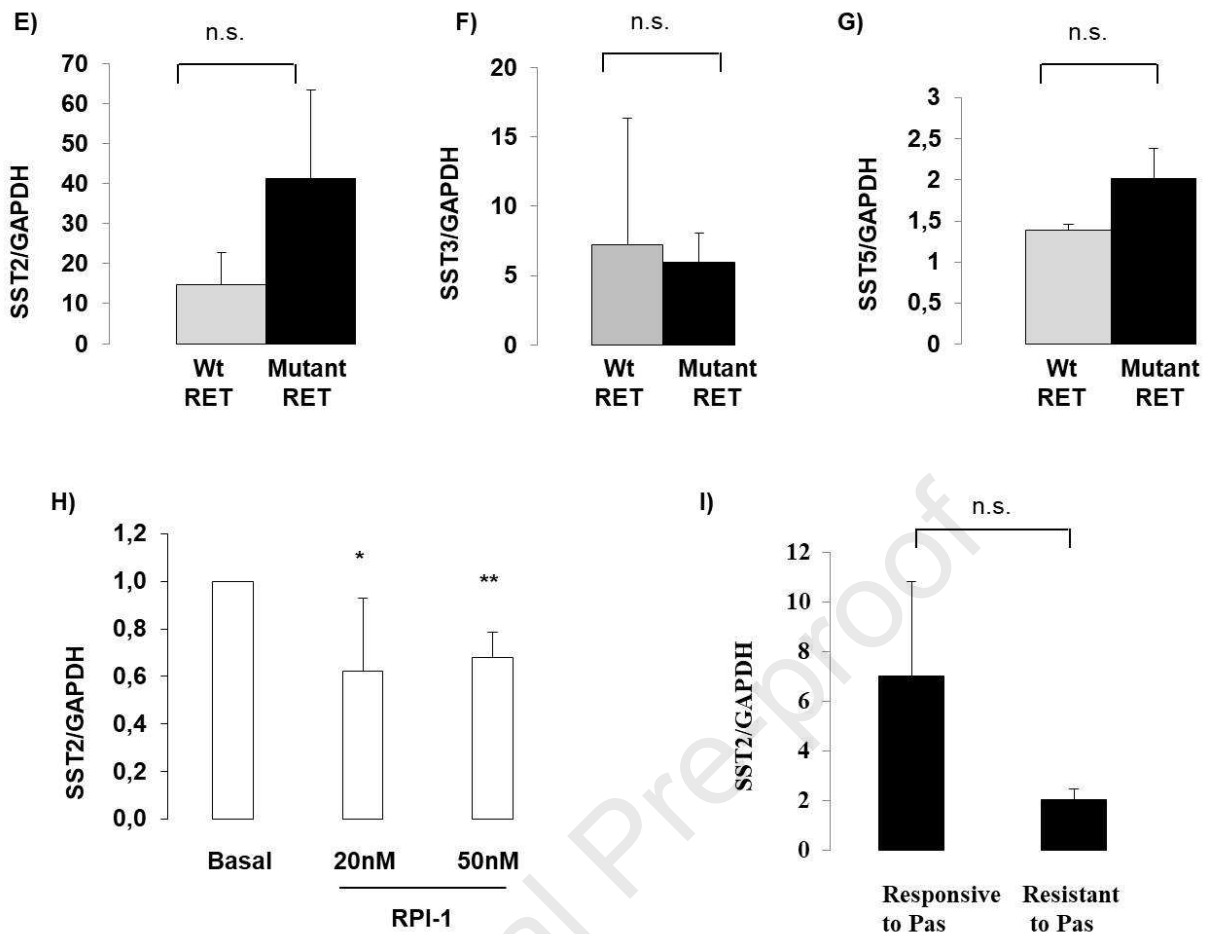 E)
n.s.
70
60
50
40
30
20
10
0
SST2/GAPDH
Wt
RET
Mutant
RET
F)
n.s.
20
15
10
5
0
SST3/GAPDH
Wt
RET
Mutant
RET
G)
n.s.
3
2,5
2
1,5
1
0,5
0
SST5/GAPDH
Wt
RET
Mutant
RET
H)
1,2
1,0
0,8
0,6
0,4
0,2
0,0
SST2/GAPDH
*
**
Basal
20nM
50nM
RPI-1
I)
n.s.
12
10
8
6
4
2
0
SST2/GAPDH
Responsive
to Pas
Resistant
to Pas
al Pre-proof